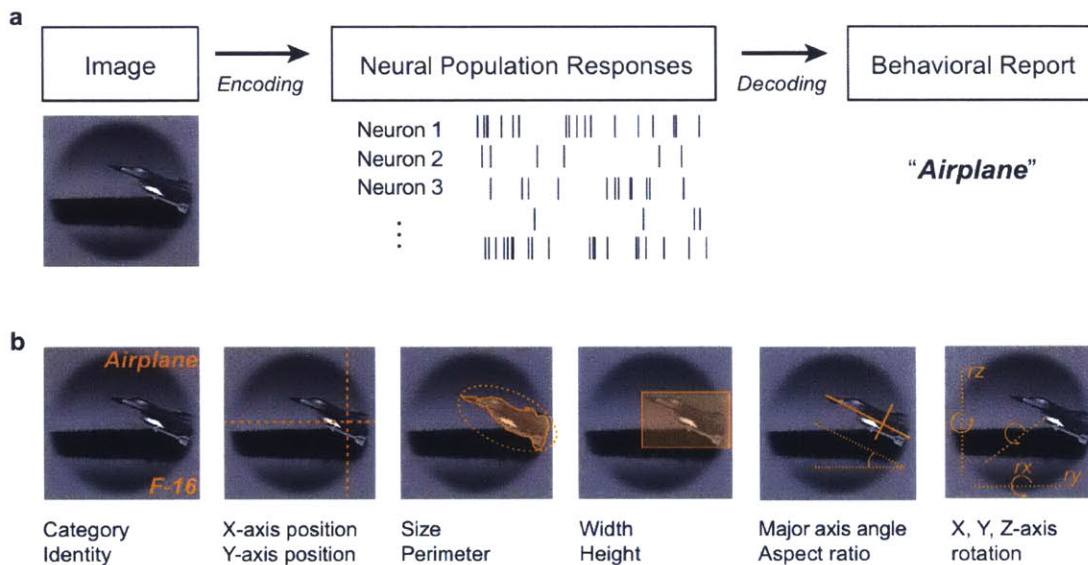 a
Image
Encoding
Neural Population Responses
Decoding
Behavioral Report
Neuron 1
Neuron 2
Neuron 3
"Airplane"
b
Airplane
F-16
rz
rx
ry
Category
Identity
X-axis position
Y-axis position
Size
Perimeter
Width
Height
Major axis angle
Aspect ratio
X, Y, Z-axis
rotation